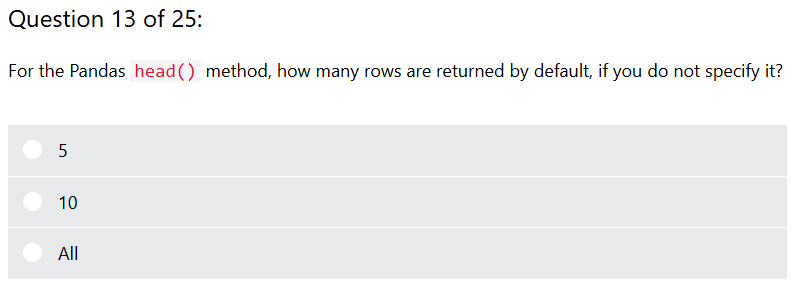 Question 13 of 25:
For the Pandas head() method, how many rows are returned by default, if you do not specify it?
5
10
All